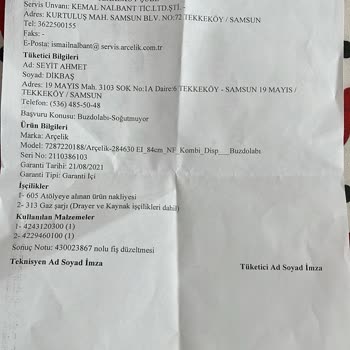 Servis Unvanı: KEMAL NALBANT TİC.LTD.ŞTİ. -
Adres: KURTULUŞ MAH. SAMSUN BLV. NO:72 TEKKEKÖY / SAMSUN
Tel: 3622500155
Faks: -
E-Posta: ismailnalbant@servis.arcelik.com.tr
Tüketici Bilgileri
Ad: SEYİT AHMET
Soyad: DİKBAŞ
Adres: 19 MAYIS Mah. 3103 SOK No:1A Daire:6 TEKKEKÖY - SAMSUN 19 MAYIS /
TEKKEKÖY / SAMSUN
Telefon: (536) 485-50-48
Başvuru Konusu: Buzdolabı-Soğutmuyor
Ürün Bilgileri
Marka: Arçelik
Model: 7287220188/Arçelik-284630 EI_84cm_NF_Kombi_Disp___Buzdolabı
Seri No: 2110386103
Garanti Tarihi: 21/08/2021
Garanti Tipi: Garanti İçi
İşçilikler
1- 605 Atölyeye alınan ürün nakliyesi
2- 313 Gaz şarjı (Drayer ve Kaynak işçilikleri dahil)
Kullanılan Malzemeler
1- 4243120300 (1)
2- 4229460100 (1)
Sonuç Notu: 430023867 nolu fiş düzeltmesi
Teknisyen Ad Soyad İmza
Tüketici Ad Soyad İmza